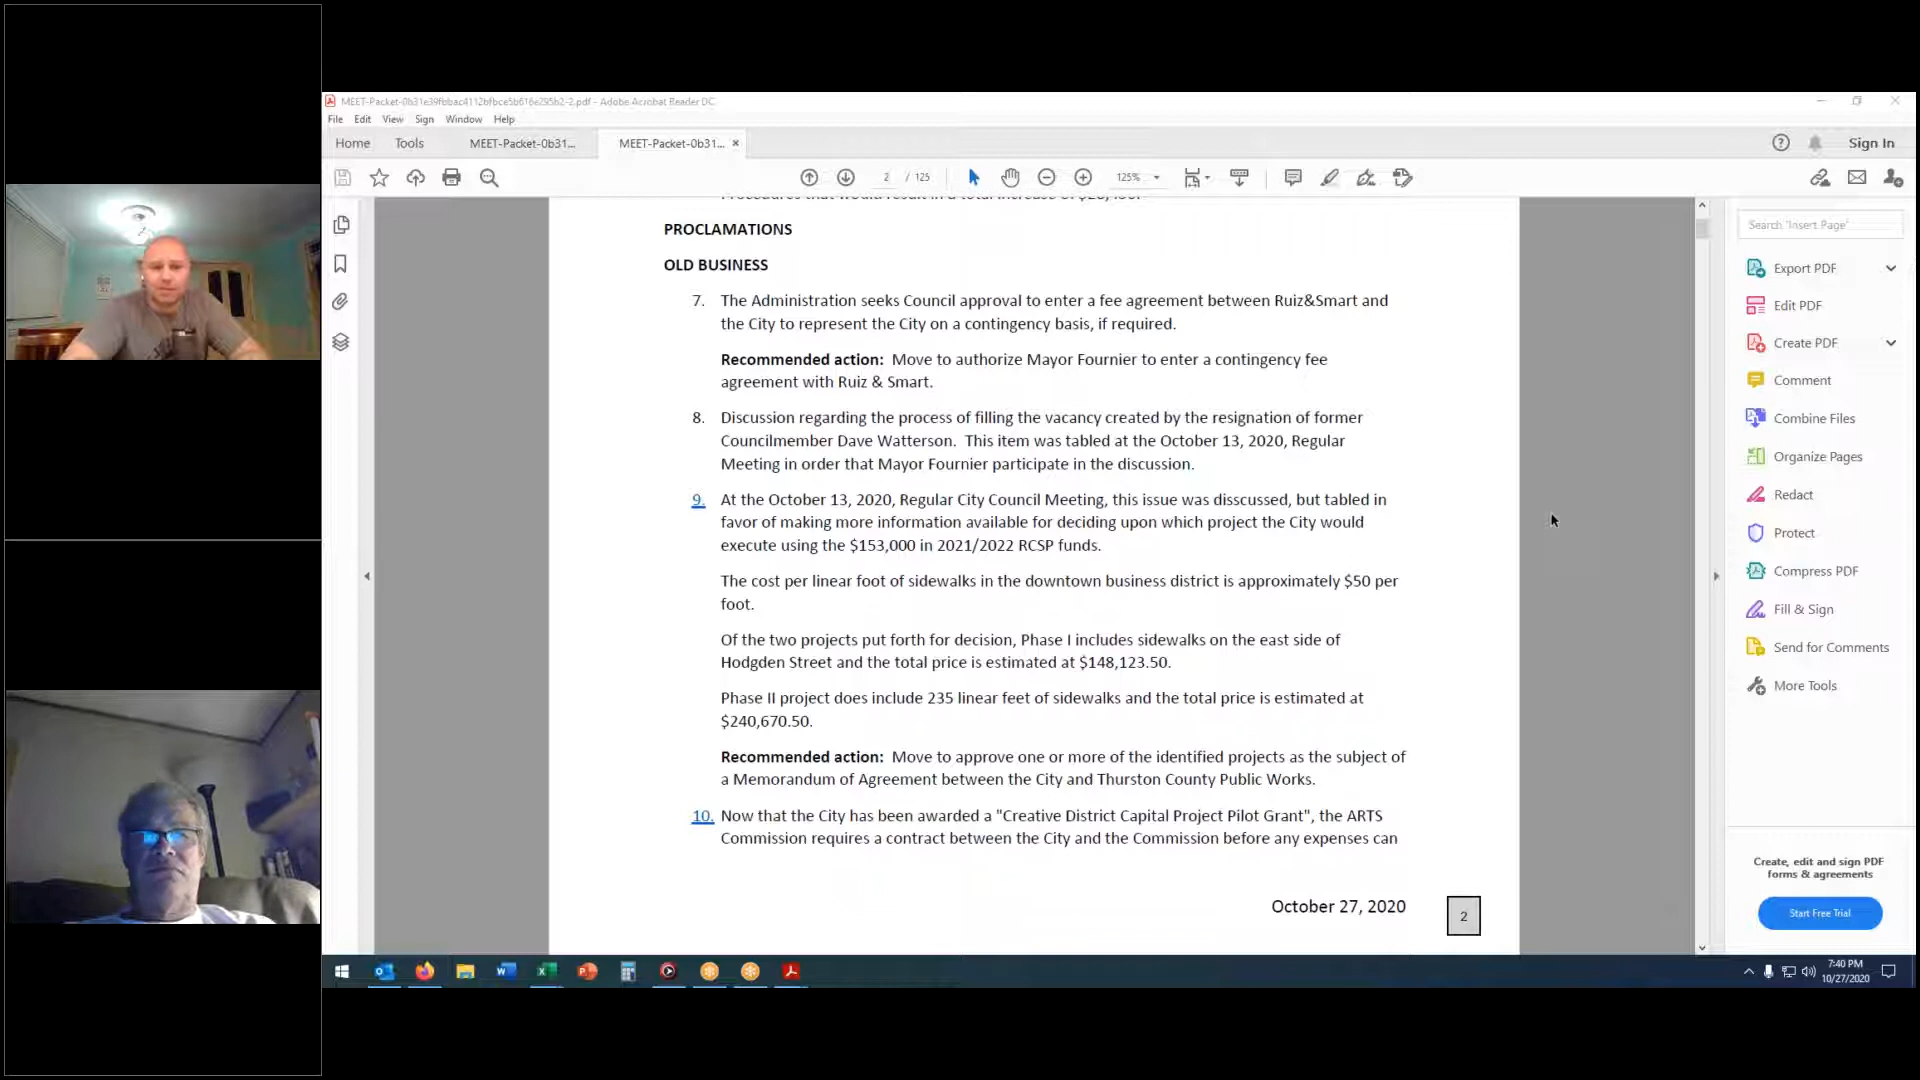 MEET-Packet-0b31e39fbbac4112bfbce5b616e295b2-2.pdf - Adobe Acrobat Reader DC
File Edit View Sign Window Help
Home Tools MEET-Packet-0b31... MEET-Packet-0b31... × Sign In
2 / 125 125%
PROCLAMATIONS
OLD BUSINESS
7. The Administration seeks Council approval to enter a fee agreement between Ruiz&Smart and
the City to represent the City on a contingency basis, if required.
Recommended action: Move to authorize Mayor Fournier to enter a contingency fee
agreement with Ruiz & Smart.
8. Discussion regarding the process of filling the vacancy created by the resignation of former
Councilmember Dave Watterson. This item was tabled at the October 13, 2020, Regular
Meeting in order that Mayor Fournier participate in the discussion.
9. At the October 13, 2020, Regular City Council Meeting, this issue was disscussed, but tabled in
favor of making more information available for deciding upon which project the City would
execute using the $153,000 in 2021/2022 RCSP funds.
The cost per linear foot of sidewalks in the downtown business district is approximately $50 per
foot.
Of the two projects put forth for decision, Phase I includes sidewalks on the east side of
Hodgden Street and the total price is estimated at $148,123.50.
Phase II project does include 235 linear feet of sidewalks and the total price is estimated at
$240,670.50.
Recommended action: Move to approve one or more of the identified projects as the subject of
a Memorandum of Agreement between the City and Thurston County Public Works.
10. Now that the City has been awarded a "Creative District Capital Project Pilot Grant", the ARTS
Commission requires a contract between the City and the Commission before any expenses can
October 27, 2020
2
Search "Insert Page"
Export PDF
Edit PDF
Create PDF
Comment
Combine Files
Organize Pages
Redact
Protect
Compress PDF
Fill & Sign
Send for Comments
More Tools
Create, edit and sign PDF
forms & agreements
Start Free Trial
7:40 PM
10/27/2020